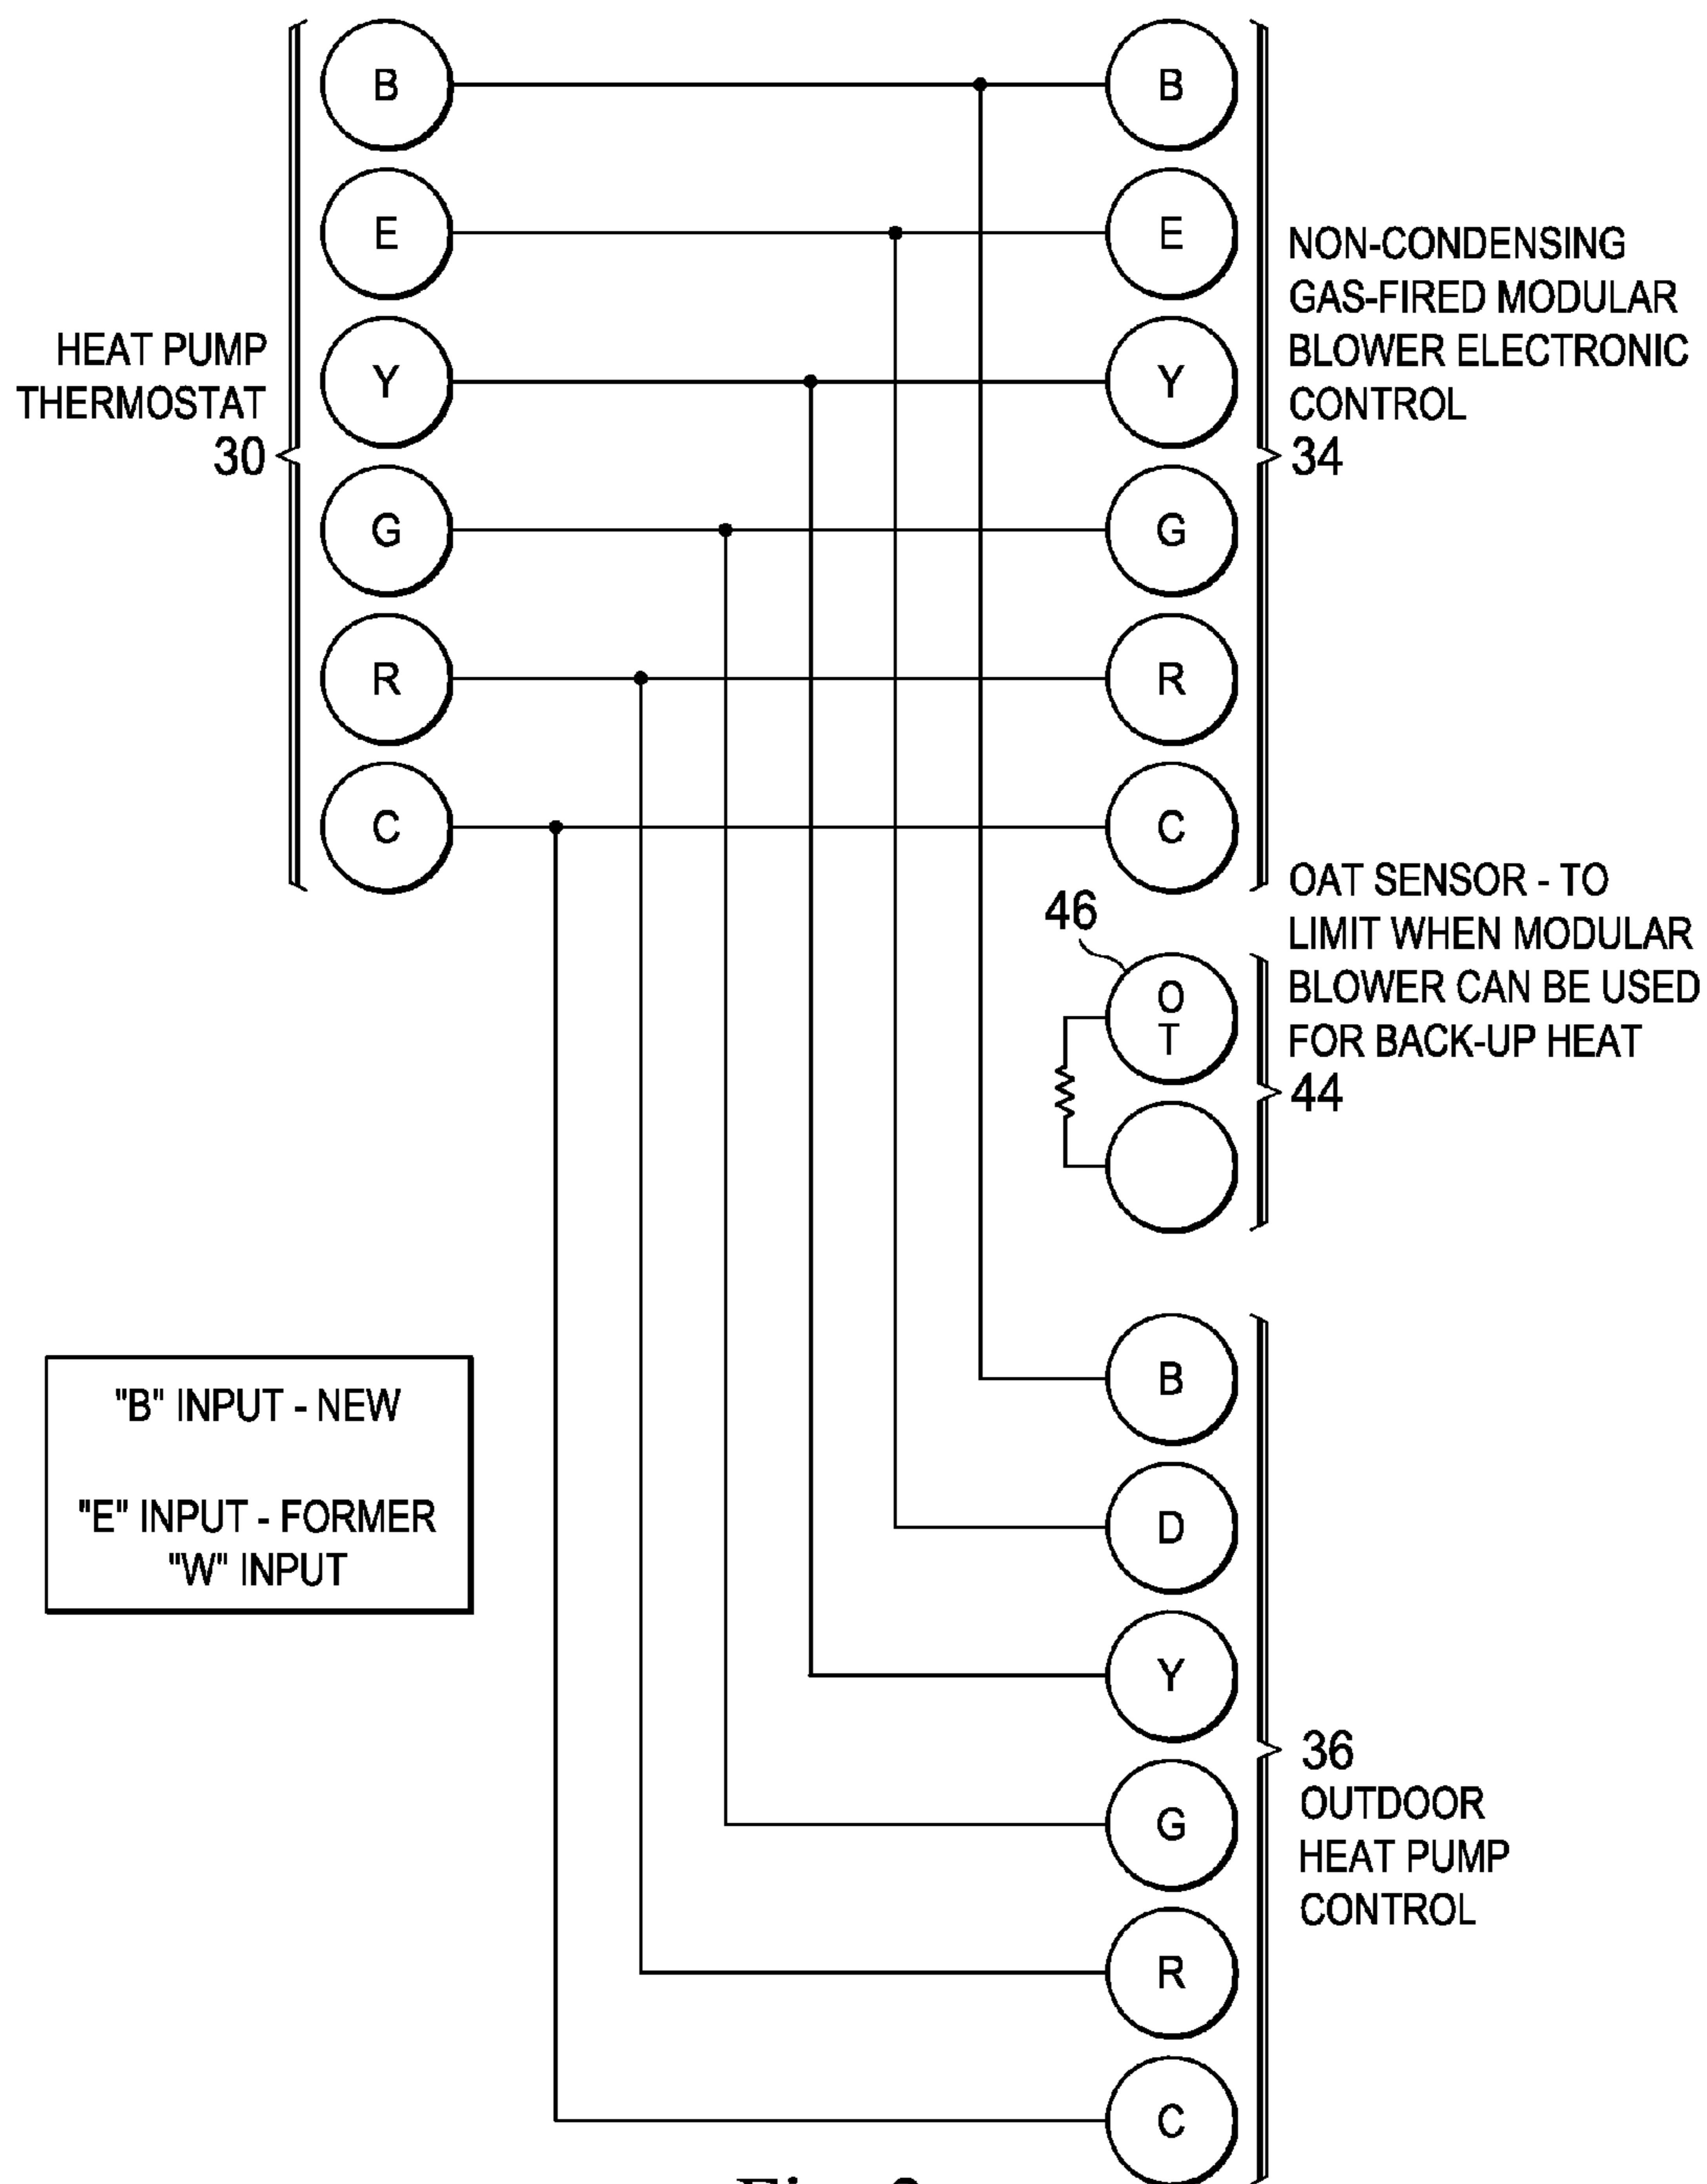 B
E
Y
G
R
C
HEAT PUMP
THERMOSTAT
30
B
E
Y
G
R
C
NON-CONDENSING
GAS-FIRED MODULAR
BLOWER ELECTRONIC
CONTROL
34
46
O
T
OAT SENSOR - TO
LIMIT WHEN MODULAR
BLOWER CAN BE USED
FOR BACK-UP HEAT
44
"B" INPUT - NEW
"E" INPUT - FORMER
"W" INPUT
B
D
Y
G
R
C
36
OUTDOOR
HEAT PUMP
CONTROL